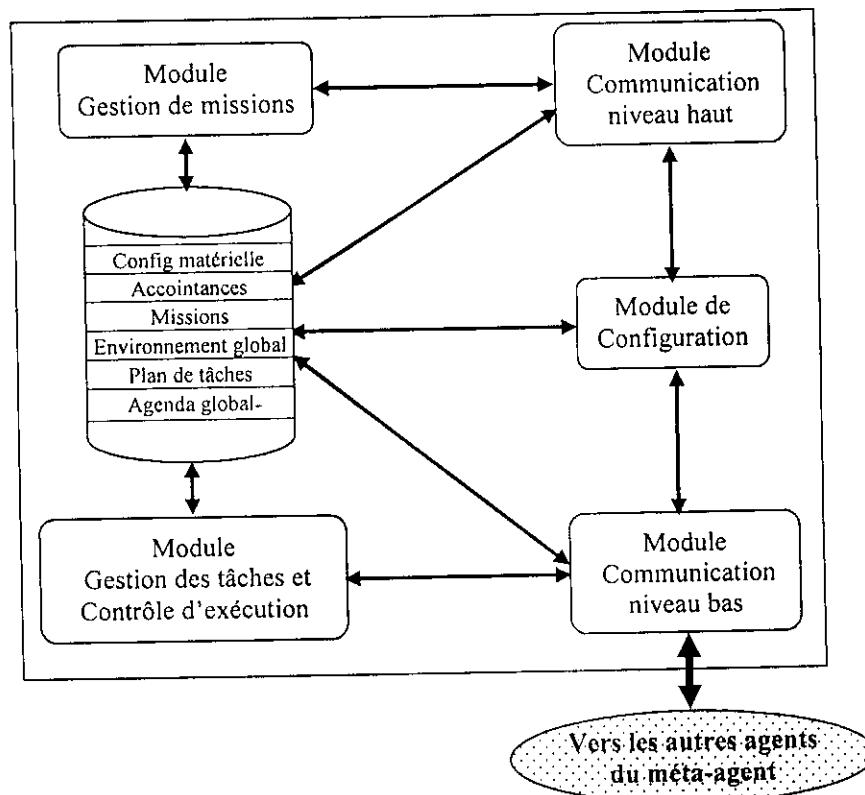 Module
Gestion de missions
Module
Communication
niveau haut
Config matérielle
Accointances
Missions
Environnement global
Plan de tâches
Agenda global-
Module de
Configuration
Module
Gestion des tâches et
Contrôle d'exécution
Module
Communication
niveau bas
Vers les autres agents
du méta-agent